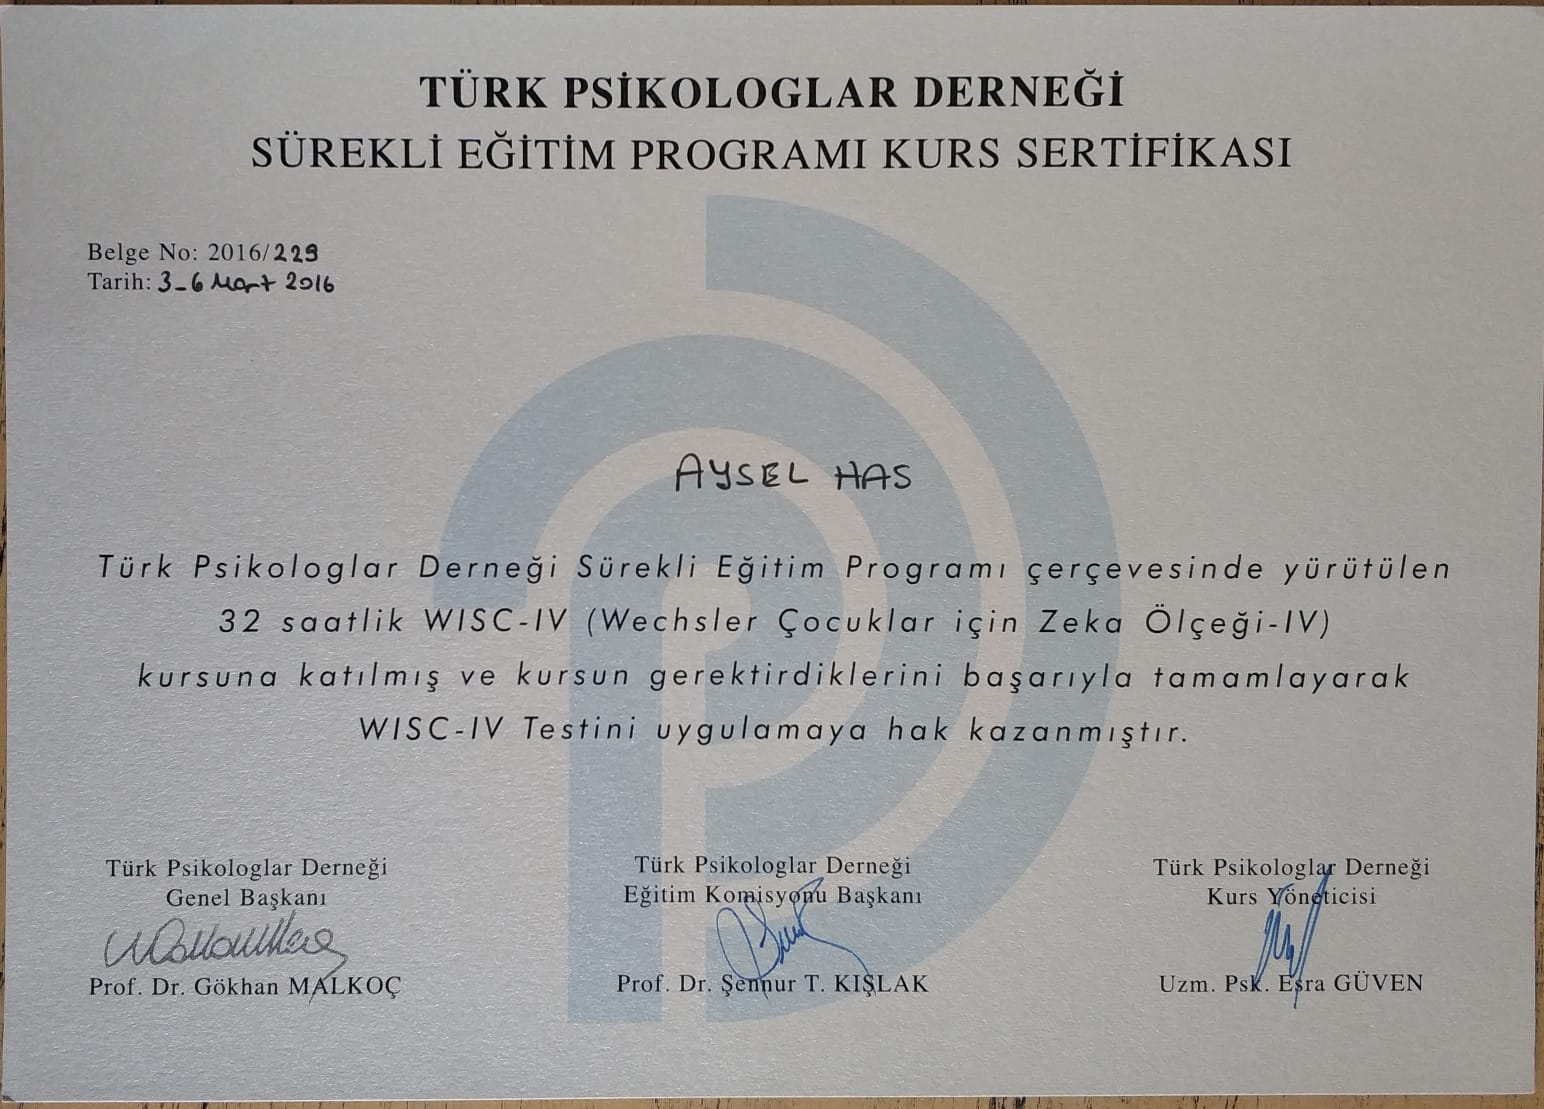 TÜRK PSİKOLOGLAR DERNEĞİ
SÜREKLİ EĞİTİM PROGRAMI KURS SERTİFİKASI
Belge No: 2016/229
Tarih: 3-6 Mart 2016
AYSEL HAS
Türk Psikologlar Derneği Sürekli Eğitim Programı çerçevesinde yürütülen
32 saatlik WISC-IV (Wechsler Çocuklar için Zeka Ölçeği-IV)
kursuna katılmış ve kursun gerektirdiklerini başarıyla tamamlayarak
WISC-IV Testini uygulamaya hak kazanmıştır.
Türk Psikologlar Derneği
Genel Başkanı
Prof. Dr. Gökhan MALKOÇ
Türk Psikologlar Derneği
Eğitim Komisyonu Başkanı
Prof. Dr. Şennur T. KIŞLAK
Türk Psikologlar Derneği
Kurs Yöneticisi
Uzm. Psk. Esra GÜVEN